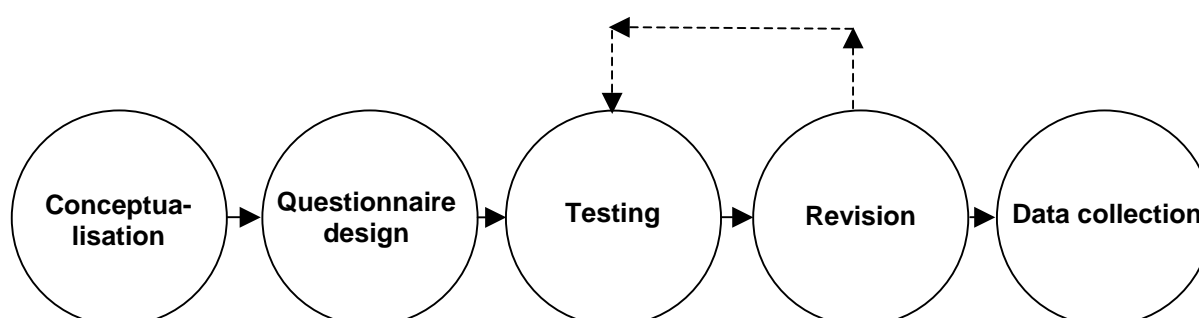 Conceptua-
lisation
Questionnaire
design
Testing
Revision
Data collection